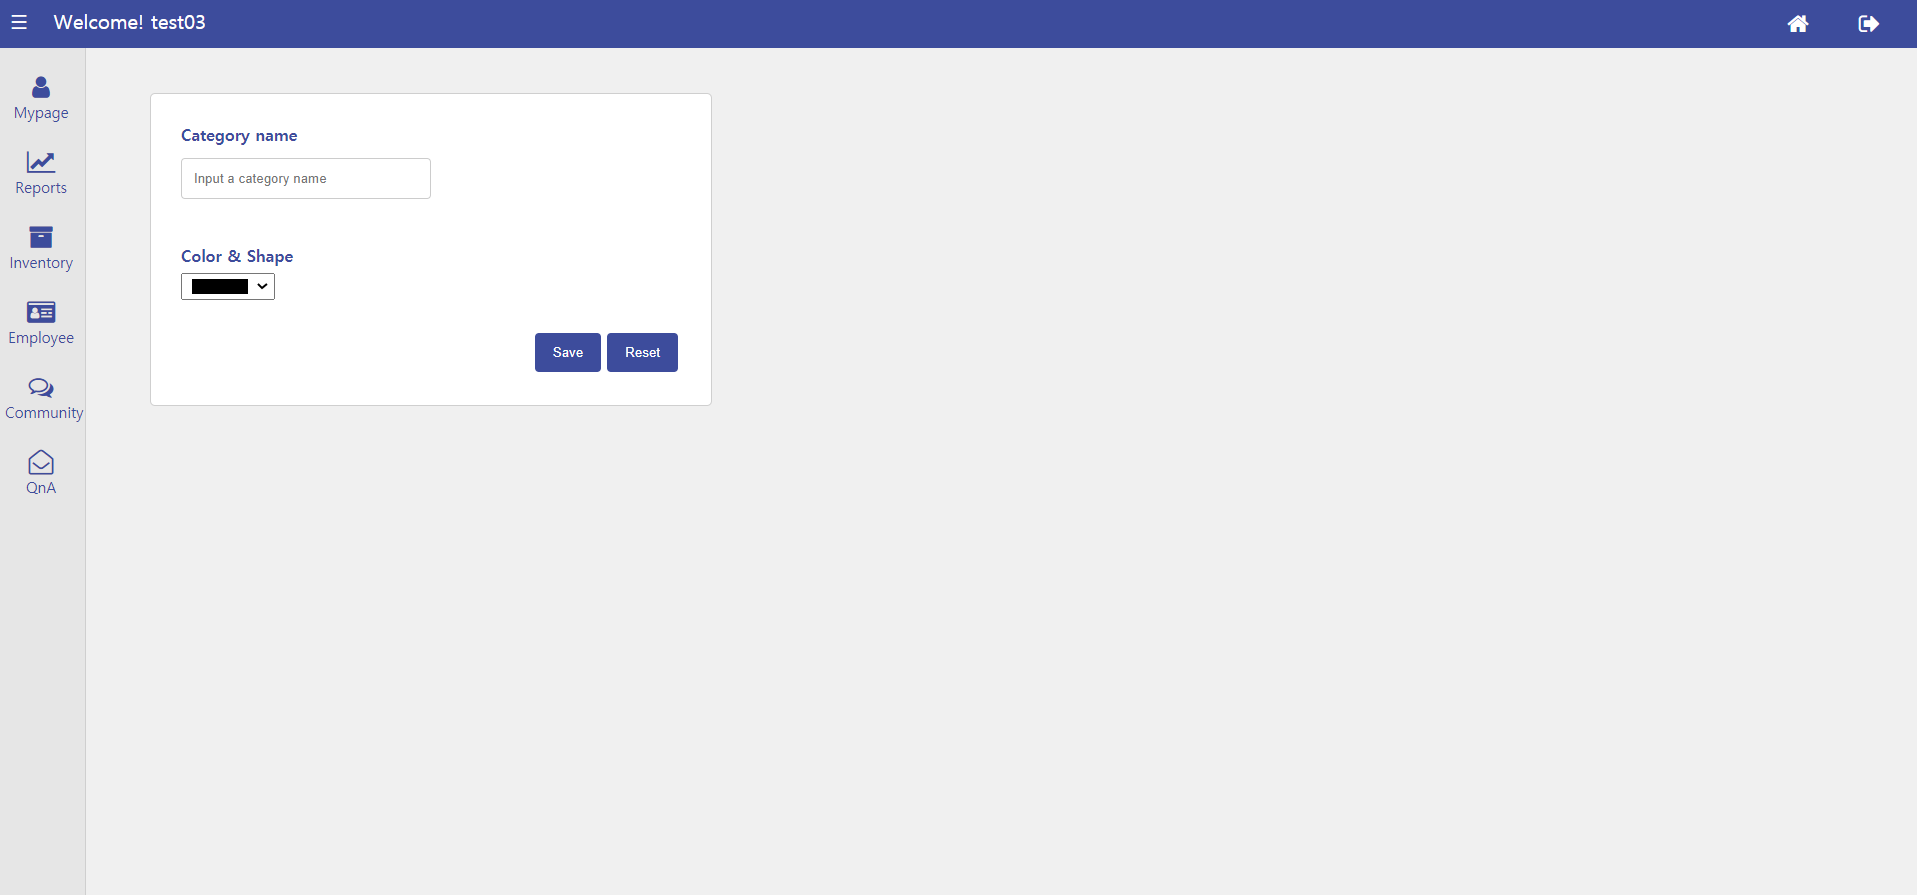 Welcome! test03
Mypage
Reports
Inventory
Employee
Community
QnA
Category name
Input a category name
Color & Shape
Save
Reset